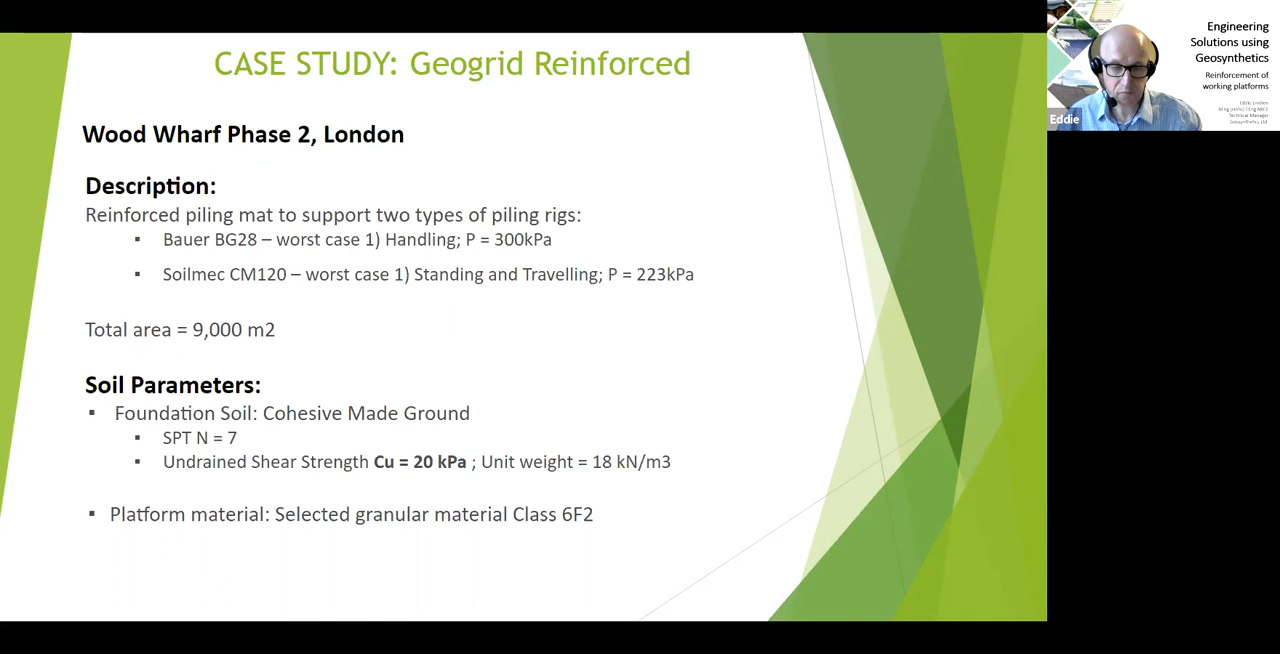 CASE STUDY: Geogrid Reinforced
Wood Wharf Phase 2, London
Description:
Reinforced piling mat to support two types of piling rigs:
▪ Bauer BG28 – worst case 1) Handling; P = 300kPa
▪ Soilmec CM120 – worst case 1) Standing and Travelling; P = 223kPa
Total area = 9,000 m2
Soil Parameters:
▪ Foundation Soil: Cohesive Made Ground
▪ SPT N = 7
▪ Undrained Shear Strength Cu = 20 kPa ; Unit weight = 18 kN/m3
▪ Platform material: Selected granular material Class 6F2
Engineering
Solutions using
Geosynthetics
Reinforcement of
working platforms
Technical
Manager
Geosynthetics Ltd
Eddie